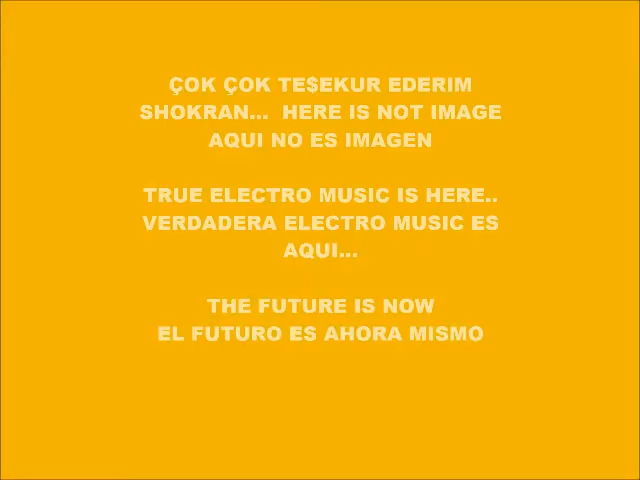 ÇOK ÇOK TE$EKUR EDERIM
SHOKRAN... HERE IS NOT IMAGE
AQUI NO ES IMAGEN
TRUE ELECTRO MUSIC IS HERE..
VERDADERA ELECTRO MUSIC ES
AQUI...
THE FUTURE IS NOW
EL FUTURO ES AHORA MISMO